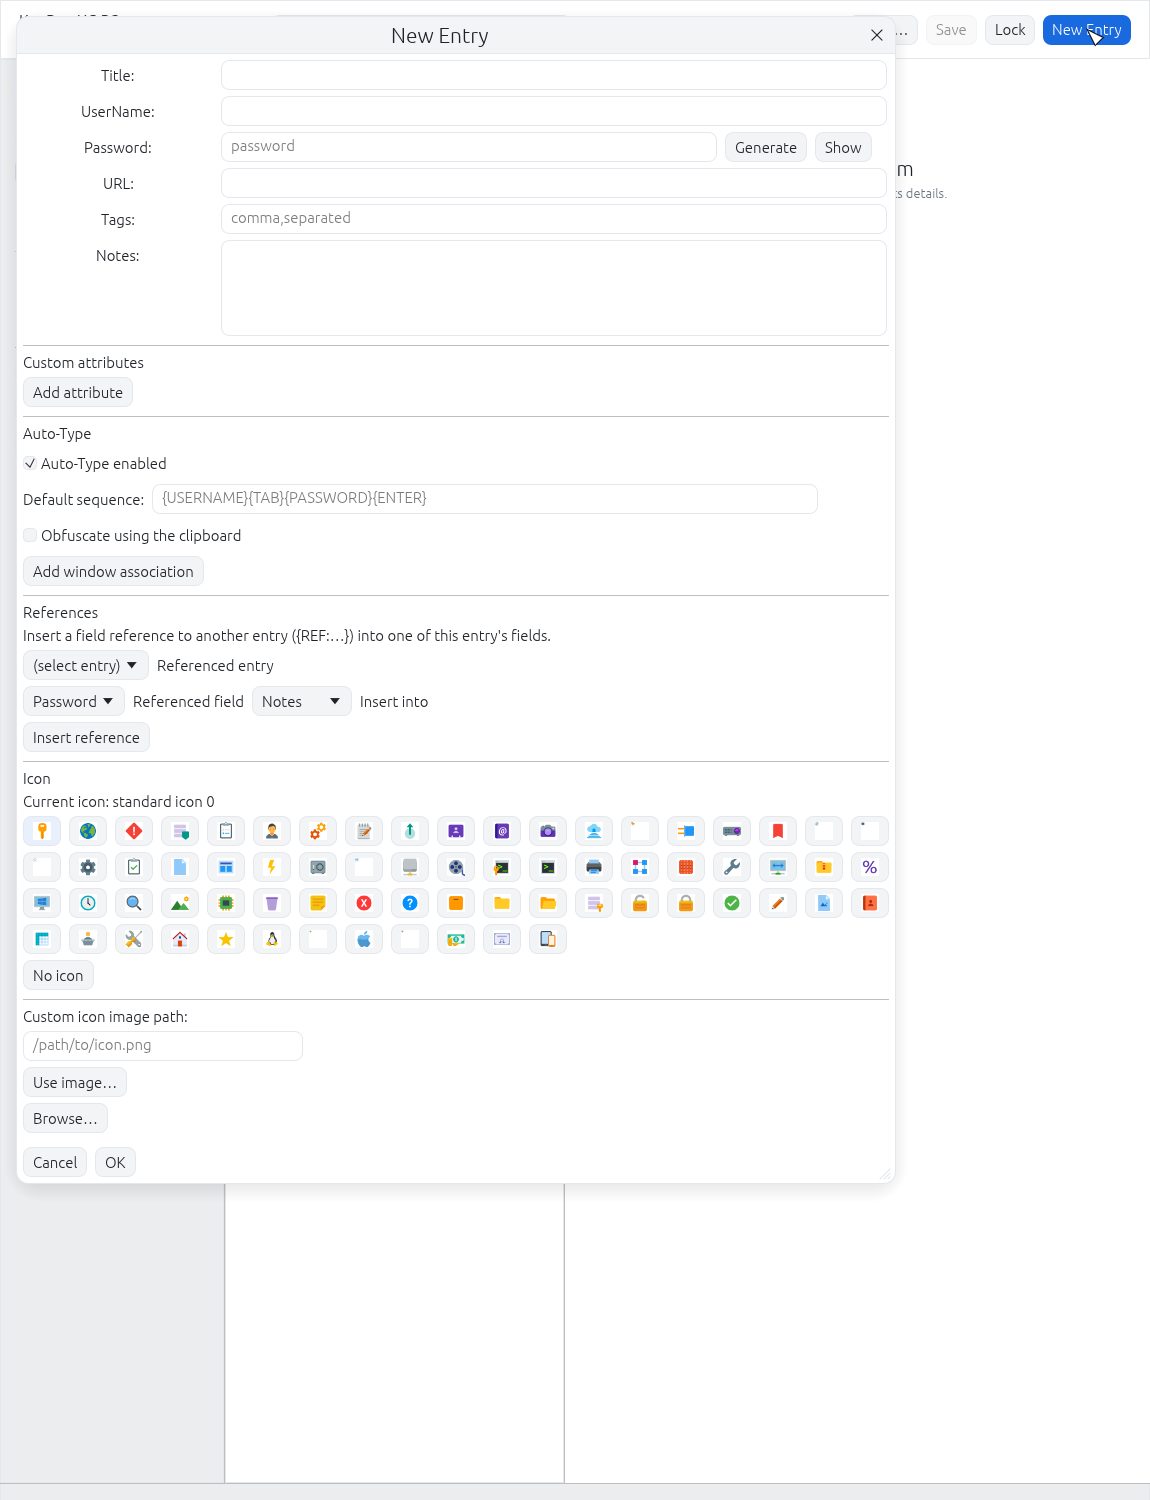 New Entry
… Save Lock New Entry
Title:
UserName:
Password: password Generate Show
URL:
Tags: comma,separated
Notes:
m
s details.
Custom attributes
Add attribute
Auto-Type
Auto-Type enabled
Default sequence: {USERNAME}{TAB}{PASSWORD}{ENTER}
Obfuscate using the clipboard
Add window association
References
Insert a field reference to another entry ({REF:…}) into one of this entry's fields.
(select entry) Referenced entry
Password Referenced field Notes Insert into
Insert reference
Icon
Current icon: standard icon 0
No icon
Custom icon image path:
/path/to/icon.png
Use image…
Browse…
Cancel OK